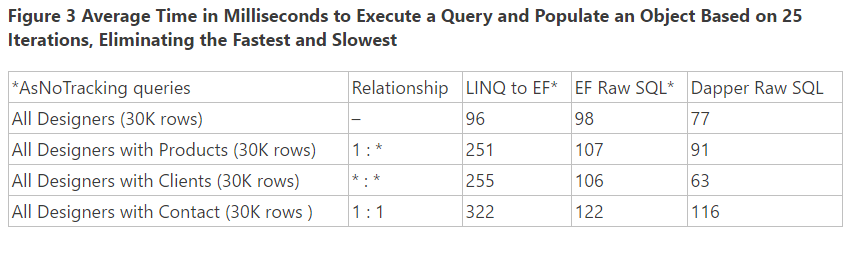 Figure 3 Average Time in Milliseconds to Execute a Query and Populate an Object Based on 25
Iterations, Eliminating the Fastest and Slowest
*AsNoTracking queries Relationship LINQ to EF* EF Raw SQL* Dapper Raw SQL
All Designers (30K rows) – 96 98 77
All Designers with Products (30K rows) 1 : * 251 107 91
All Designers with Clients (30K rows) * : * 255 106 63
All Designers with Contact (30K rows ) 1 : 1 322 122 116